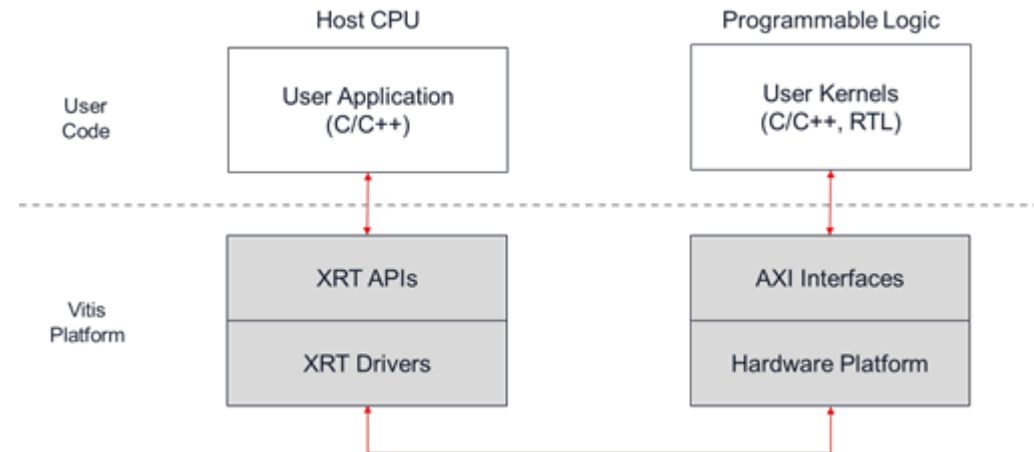 Host CPU
Programmable Logic
User
Code
User Application
(C/C++)
User Kernels
(C/C++, RTL)
Vitis
Platform
XRT APIs
AXI Interfaces
XRT Drivers
Hardware Platform